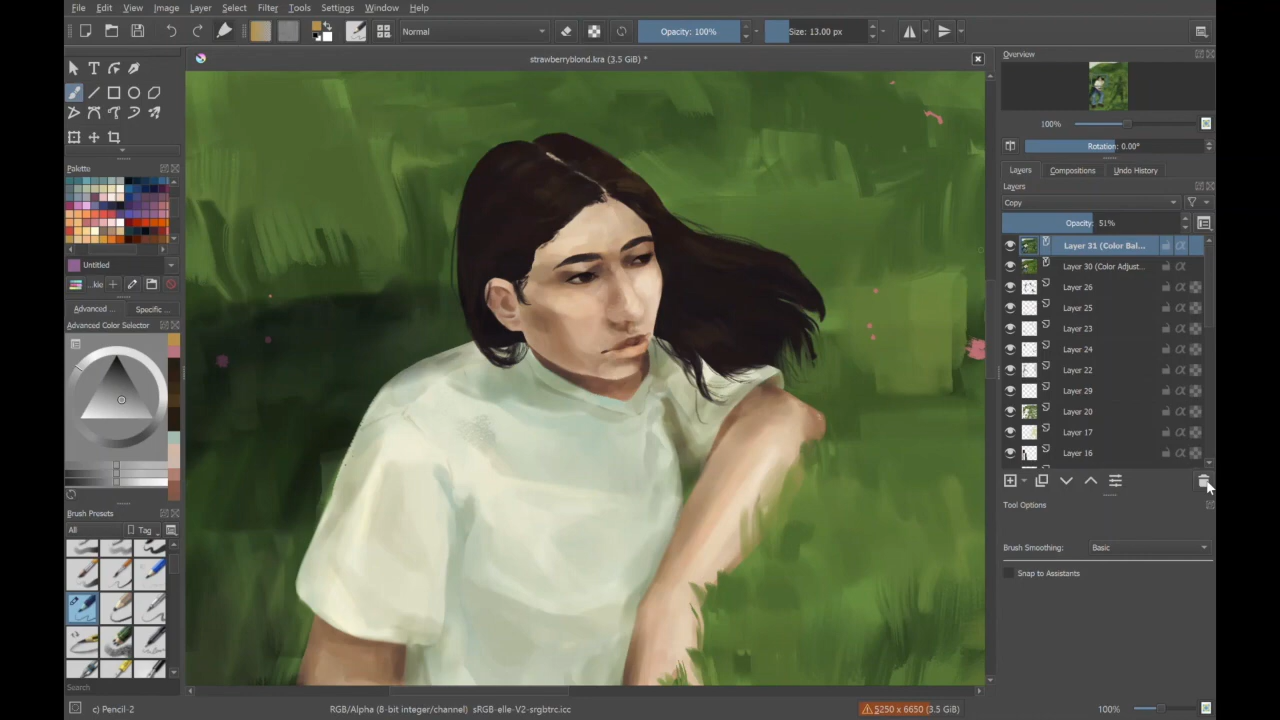 File Edit View Image Layer Select Filter Tools Settings Window Help
Normal Opacity: 100% Size: 13.00 px
strawberryblond.kra (3.5 GiB) *
Overview
100%
Rotation: 0.00°
Layers Compositions Undo History
Layers
Copy
Opacity: 51%
Layer 31 (Color Bal...
Layer 30 (Color Adjust...
Layer 26
Layer 25
Layer 23
Layer 24
Layer 22
Layer 29
Layer 20
Layer 17
Layer 16
Tool Options
Brush Smoothing: Basic
Snap to Assistants
Palette
Untitled
...kle
Advanced ... Specific ...
Advanced Color Selector
Brush Presets
All Tag
Search
c) Pencil-2 RGB/Alpha (8-bit integer/channel) sRGB-elle-V2-srgbtrc.icc 5250 x 6650 (3.5 GiB) 100%